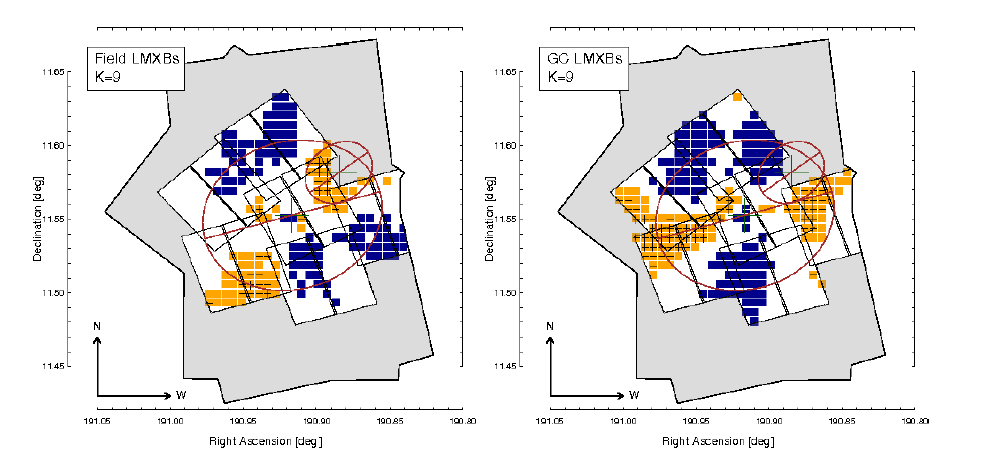 Field LMXBs
K=9
11.65
11.60
11.55
11.50
11.45
Declination [deg]
N
W
191.05
191.00
190.95
190.90
190.85
190.80
Right Ascension [deg]
GC LMXBs
K=9
11.65
11.60
11.55
11.50
11.45
Declination [deg]
N
W
191.05
191.00
190.95
190.90
190.85
190.80
Right Ascension [deg]